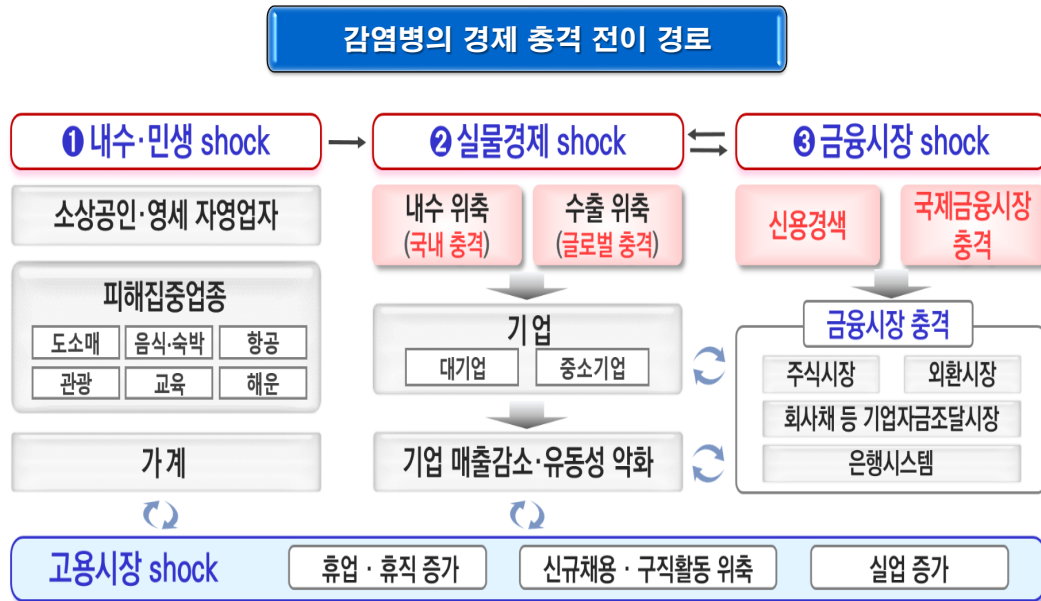 감염병의 경제 충격 전이 경로
❶ 내수·민생 shock
❷ 실물경제 shock
❸ 금융시장 shock
소상공인·영세 자영업자
피해집중업종
도소매
음식·숙박
항공
관광
교육
해운
가계
내수 위축
(국내 충격)
수출 위축
(글로벌 충격)
기업
대기업
중소기업
기업 매출감소·유동성 악화
신용경색
국제금융시장
충격
금융시장 충격
주식시장
외환시장
회사채 등 기업자금조달시장
은행시스템
고용시장 shock
휴업·휴직 증가
신규채용·구직활동 위축
실업 증가